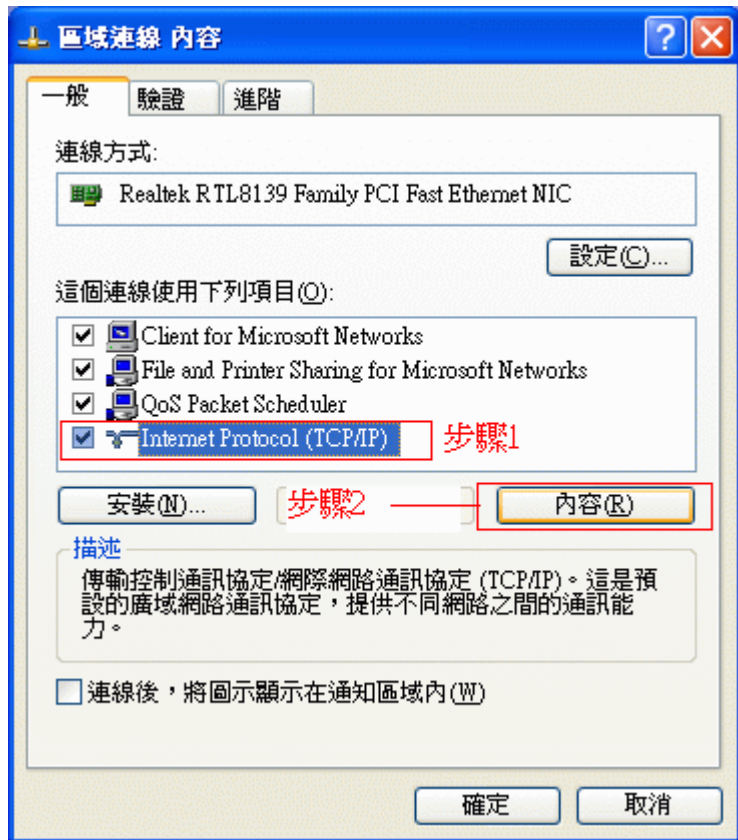 區域連線 內容
一般 驗證 進階
連線方式:
Realtek RTL8139 Family PCI Fast Ethernet NIC
設定(C)...
這個連線使用下列項目(O):
Client for Microsoft Networks
File and Printer Sharing for Microsoft Networks
QoS Packet Scheduler
Internet Protocol (TCP/IP) 步驟1
安裝(N)... 步驟2 內容(R)
描述
傳輸控制通訊協定/網際網路通訊協定 (TCP/IP)。這是預
設的廣域網路通訊協定，提供不同網路之間的通訊能
力。
連線後，將圖示顯示在通知區域內(W)
確定 取消